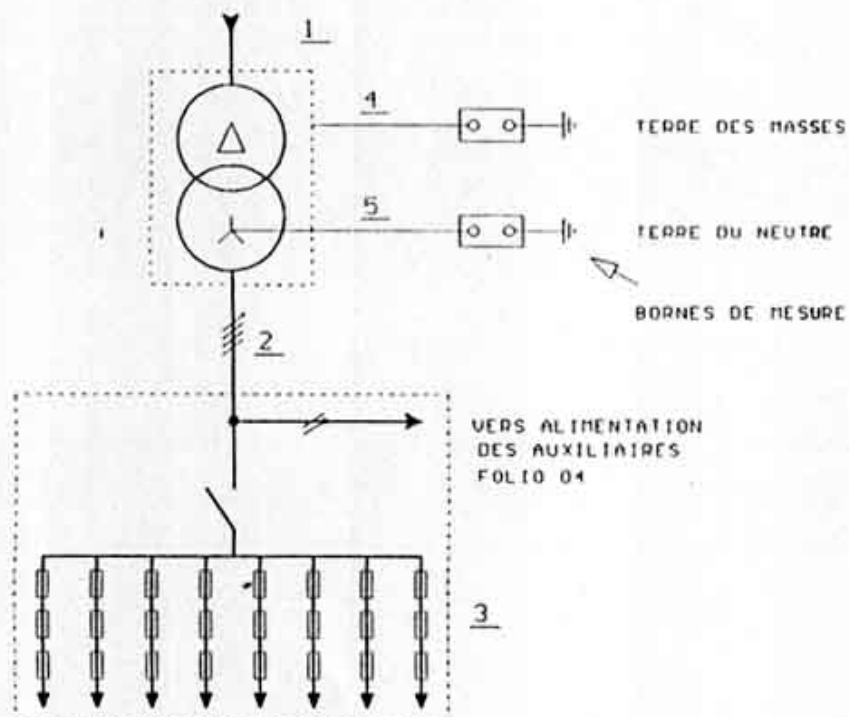 1
4
TERRE DES MASSES
5
TERRE DU NEUTRE
BORNES DE MESURE
2
VERS ALIMENTATION
DES AUXILIAIRES
FOLIO 04
3